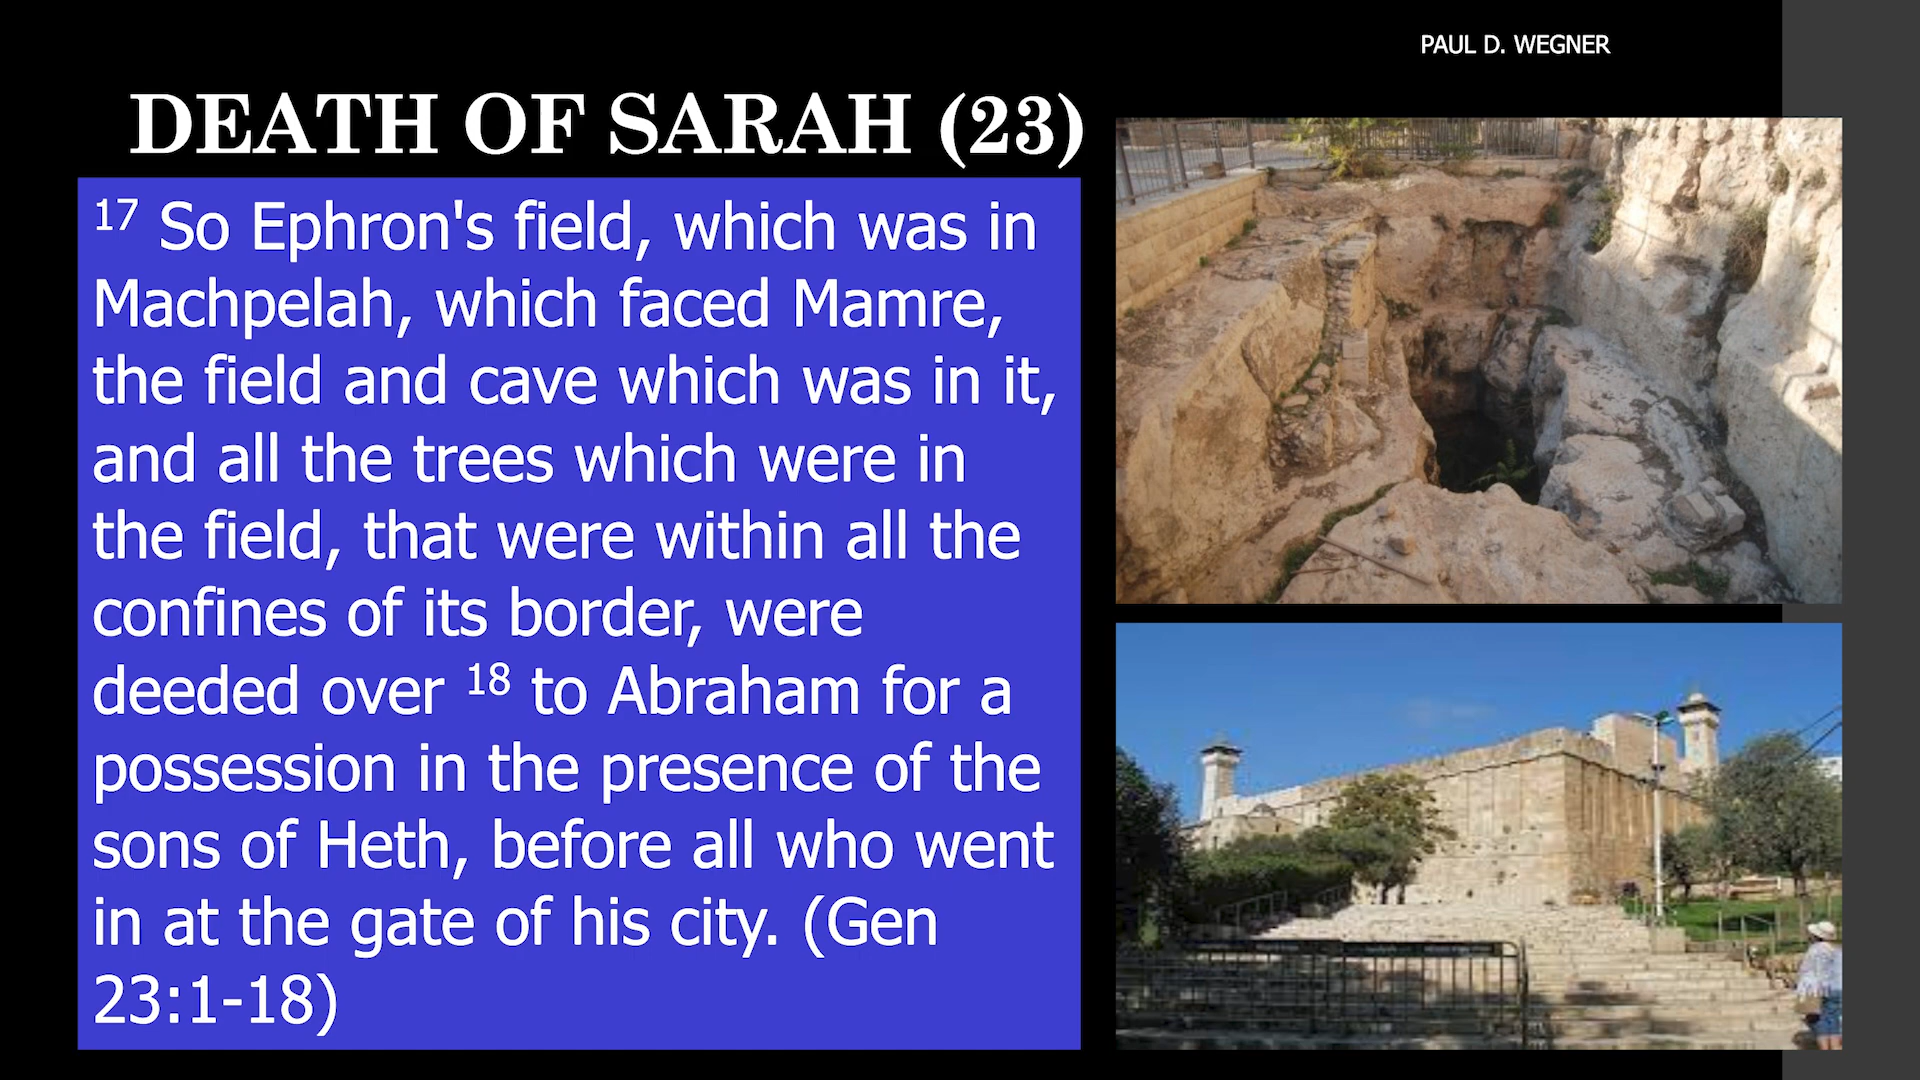 PAUL D. WEGNER
DEATH OF SARAH (23)
17 So Ephron's field, which was in
Machpelah, which faced Mamre,
the field and cave which was in it,
and all the trees which were in
the field, that were within all the
confines of its border, were
deeded over 18 to Abraham for a
possession in the presence of the
sons of Heth, before all who went
in at the gate of his city. (Gen
23:1-18)